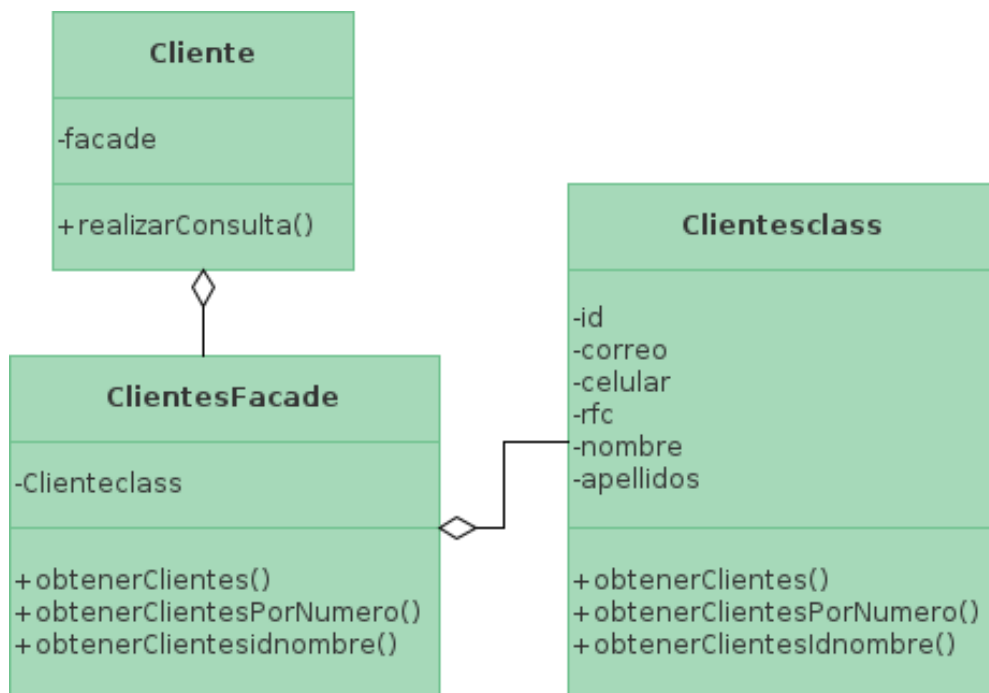 Cliente
-facade
+realizarConsulta()
ClientesFacade
-Clienteclass
+obtenerClientes()
+obtenerClientesPorNumero()
+obtenerClientesidnombre()
Clientesclass
-id
-correo
-celular
-rfc
-nombre
-apellidos
+obtenerClientes()
+obtenerClientesPorNumero()
+obtenerClientesIdnombre()